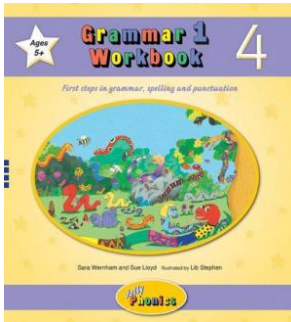 Ages
5+
Grammar 1
Workbook
4
First steps in grammar, spelling and punctuation
Sara Wernham and Sue Lloyd Illustrated by Lib Stephen
Jolly
Phonics